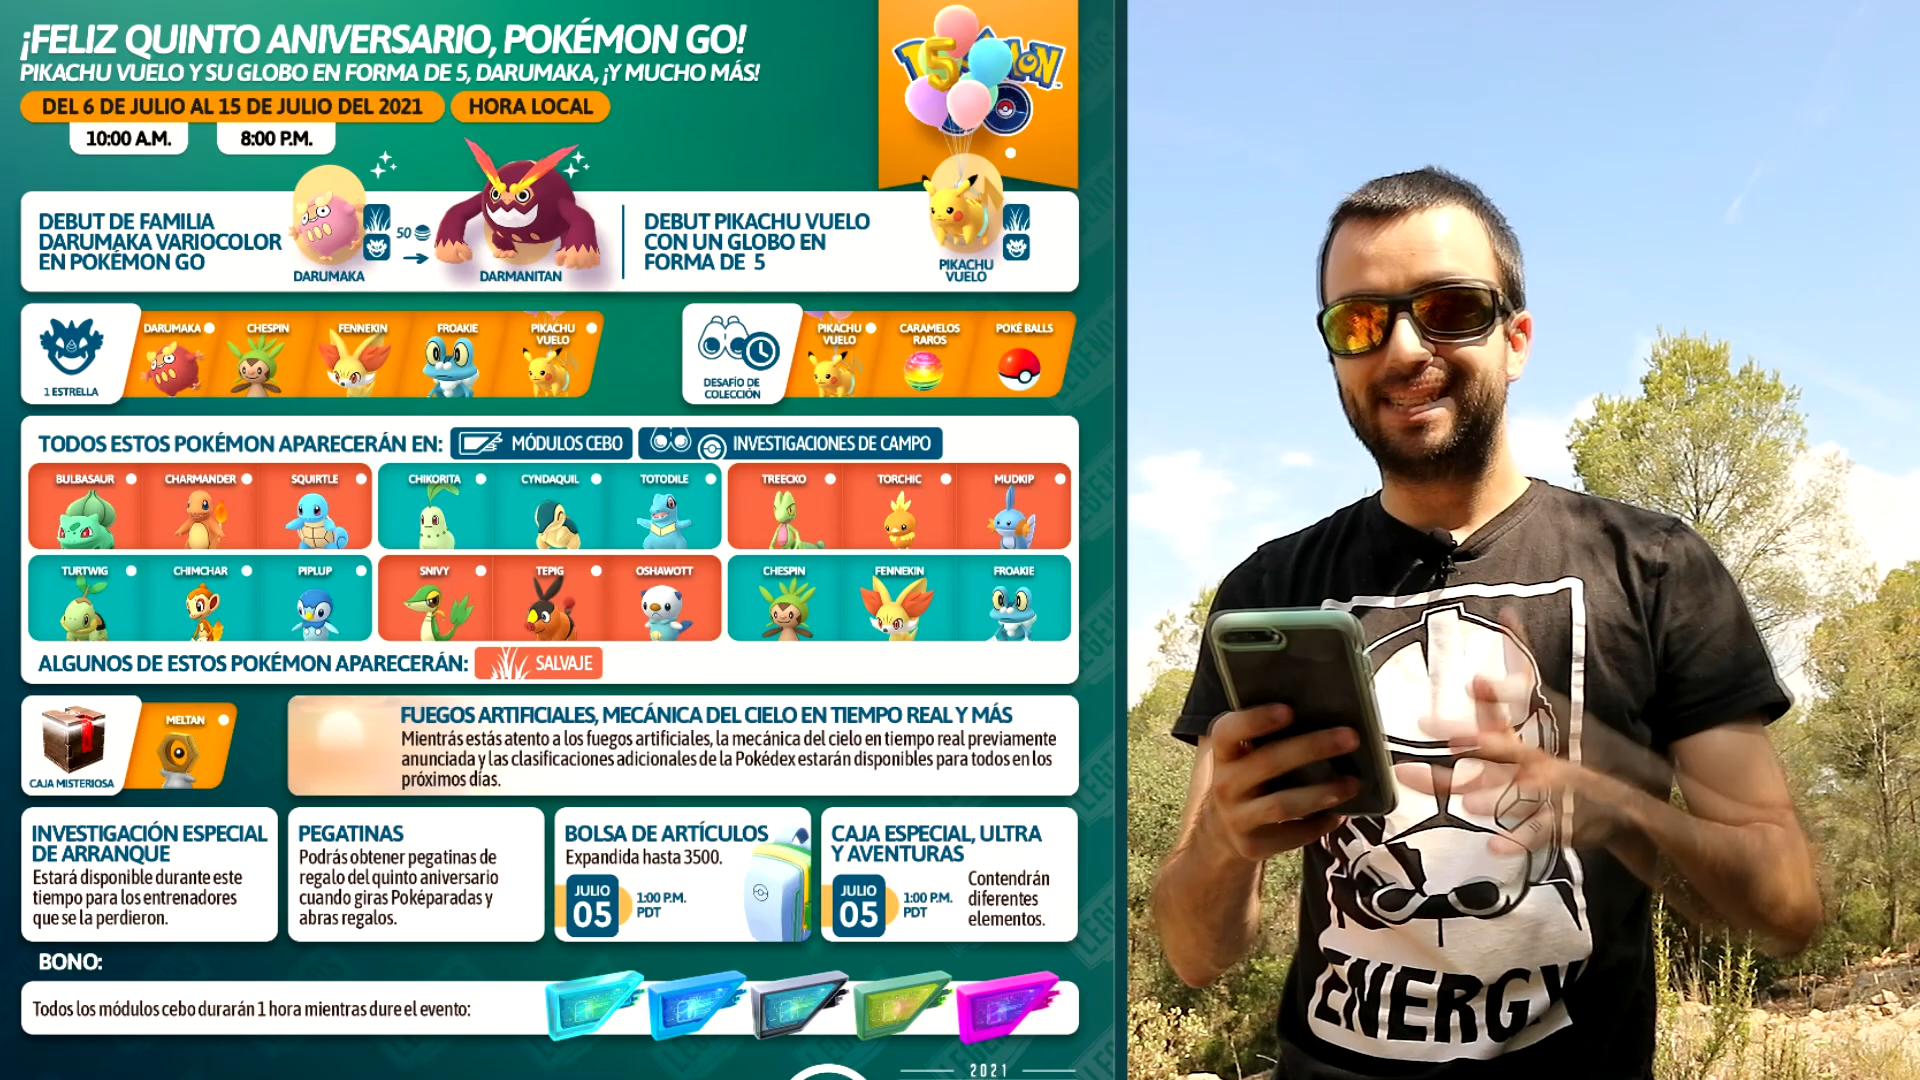 ¡FELIZ QUINTO ANIVERSARIO, POKÉMON GO!
PIKACHU VUELO Y SU GLOBO EN FORMA DE 5, DARUMAKA, ¡Y MUCHO MÁS!
DEL 6 DE JULIO AL 15 DE JULIO DEL 2021
HORA LOCAL
10:00 A.M.
8:00 P.M.
5
GO
DEBUT DE FAMILIA
DARUMAKA VARIOCOLOR
EN POKÉMON GO
DARUMAKA
50
DARMANITAN
DEBUT PIKACHU VUELO
CON UN GLOBO EN
FORMA DE 5
PIKACHU
VUELO
1 ESTRELLA
DARUMAKA
CHESPIN
FENNEKIN
FROAKIE
PIKACHU
VUELO
DESAFÍO DE
COLECCIÓN
PIKACHU
VUELO
CARAMELOS
RAROS
POKÉ BALLS
TODOS ESTOS POKÉMON APARECERÁN EN:
MÓDULOS CEBO
INVESTIGACIONES DE CAMPO
BULBASAUR
CHARMANDER
SQUIRTLE
CHIKORITA
CYNDAQUIL
TOTODILE
TREECKO
TORCHIC
MUDKIP
TURTWIG
CHIMCHAR
PIPLUP
SNIVY
TEPIG
OSHAWOTT
CHESPIN
FENNEKIN
FROAKIE
ALGUNOS DE ESTOS POKÉMON APARECERÁN:
SALVAJE
CAJA MISTERIOSA
MELTAN
FUEGOS ARTIFICIALES, MECÁNICA DEL CIELO EN TIEMPO REAL Y MÁS
Mientrás estás atento a los fuegos artificiales, la mecánica del cielo en tiempo real previamente
anunciada y las clasificaciones adicionales de la Pokédex estarán disponibles para todos en los
próximos días.
INVESTIGACIÓN ESPECIAL
DE ARRANQUE
Estará disponible durante este
tiempo para los entrenadores
que se la perdieron.
PEGATINAS
Podrás obtener pegatinas de
regalo del quinto aniversario
cuando giras Poképaradas y
abras regalos.
BOLSA DE ARTÍCULOS
Expandida hasta 3500.
JULIO
05
1:00 P.M.
PDT
CAJA ESPECIAL, ULTRA
Y AVENTURAS
JULIO
05
1:00 P.M.
PDT
Contendrán
diferentes
elementos.
BONO:
Todos los módulos cebo durarán 1 hora mientras dure el evento:
2021
ENERGY